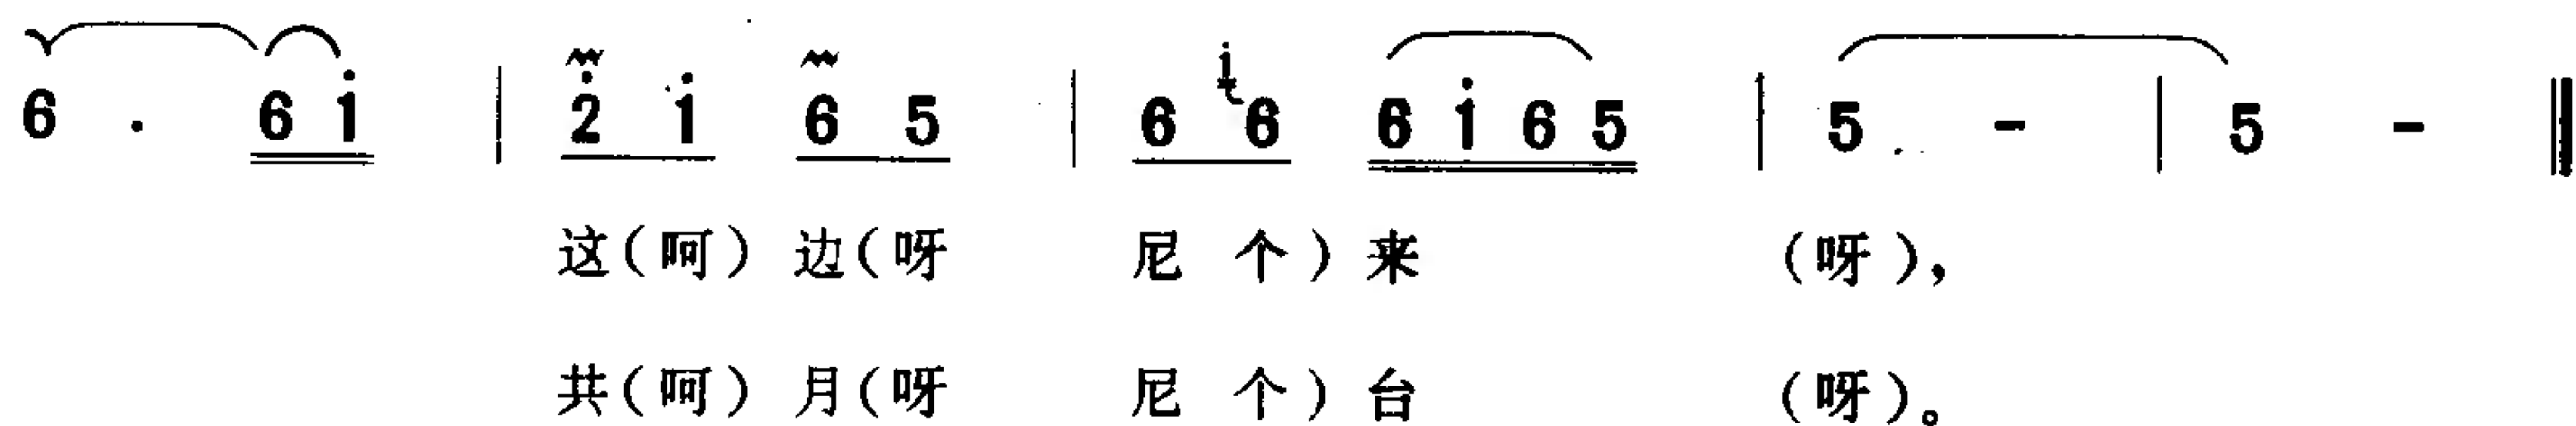 6 . 6 i | 2̇ i 6 5 | 6 i 6 6 i 6 5 | 5 - | 5 - ‖
这(呵)边(呀 尼 个)来 (呀),
共(呵)月(呀 尼 个)台 (呀)。